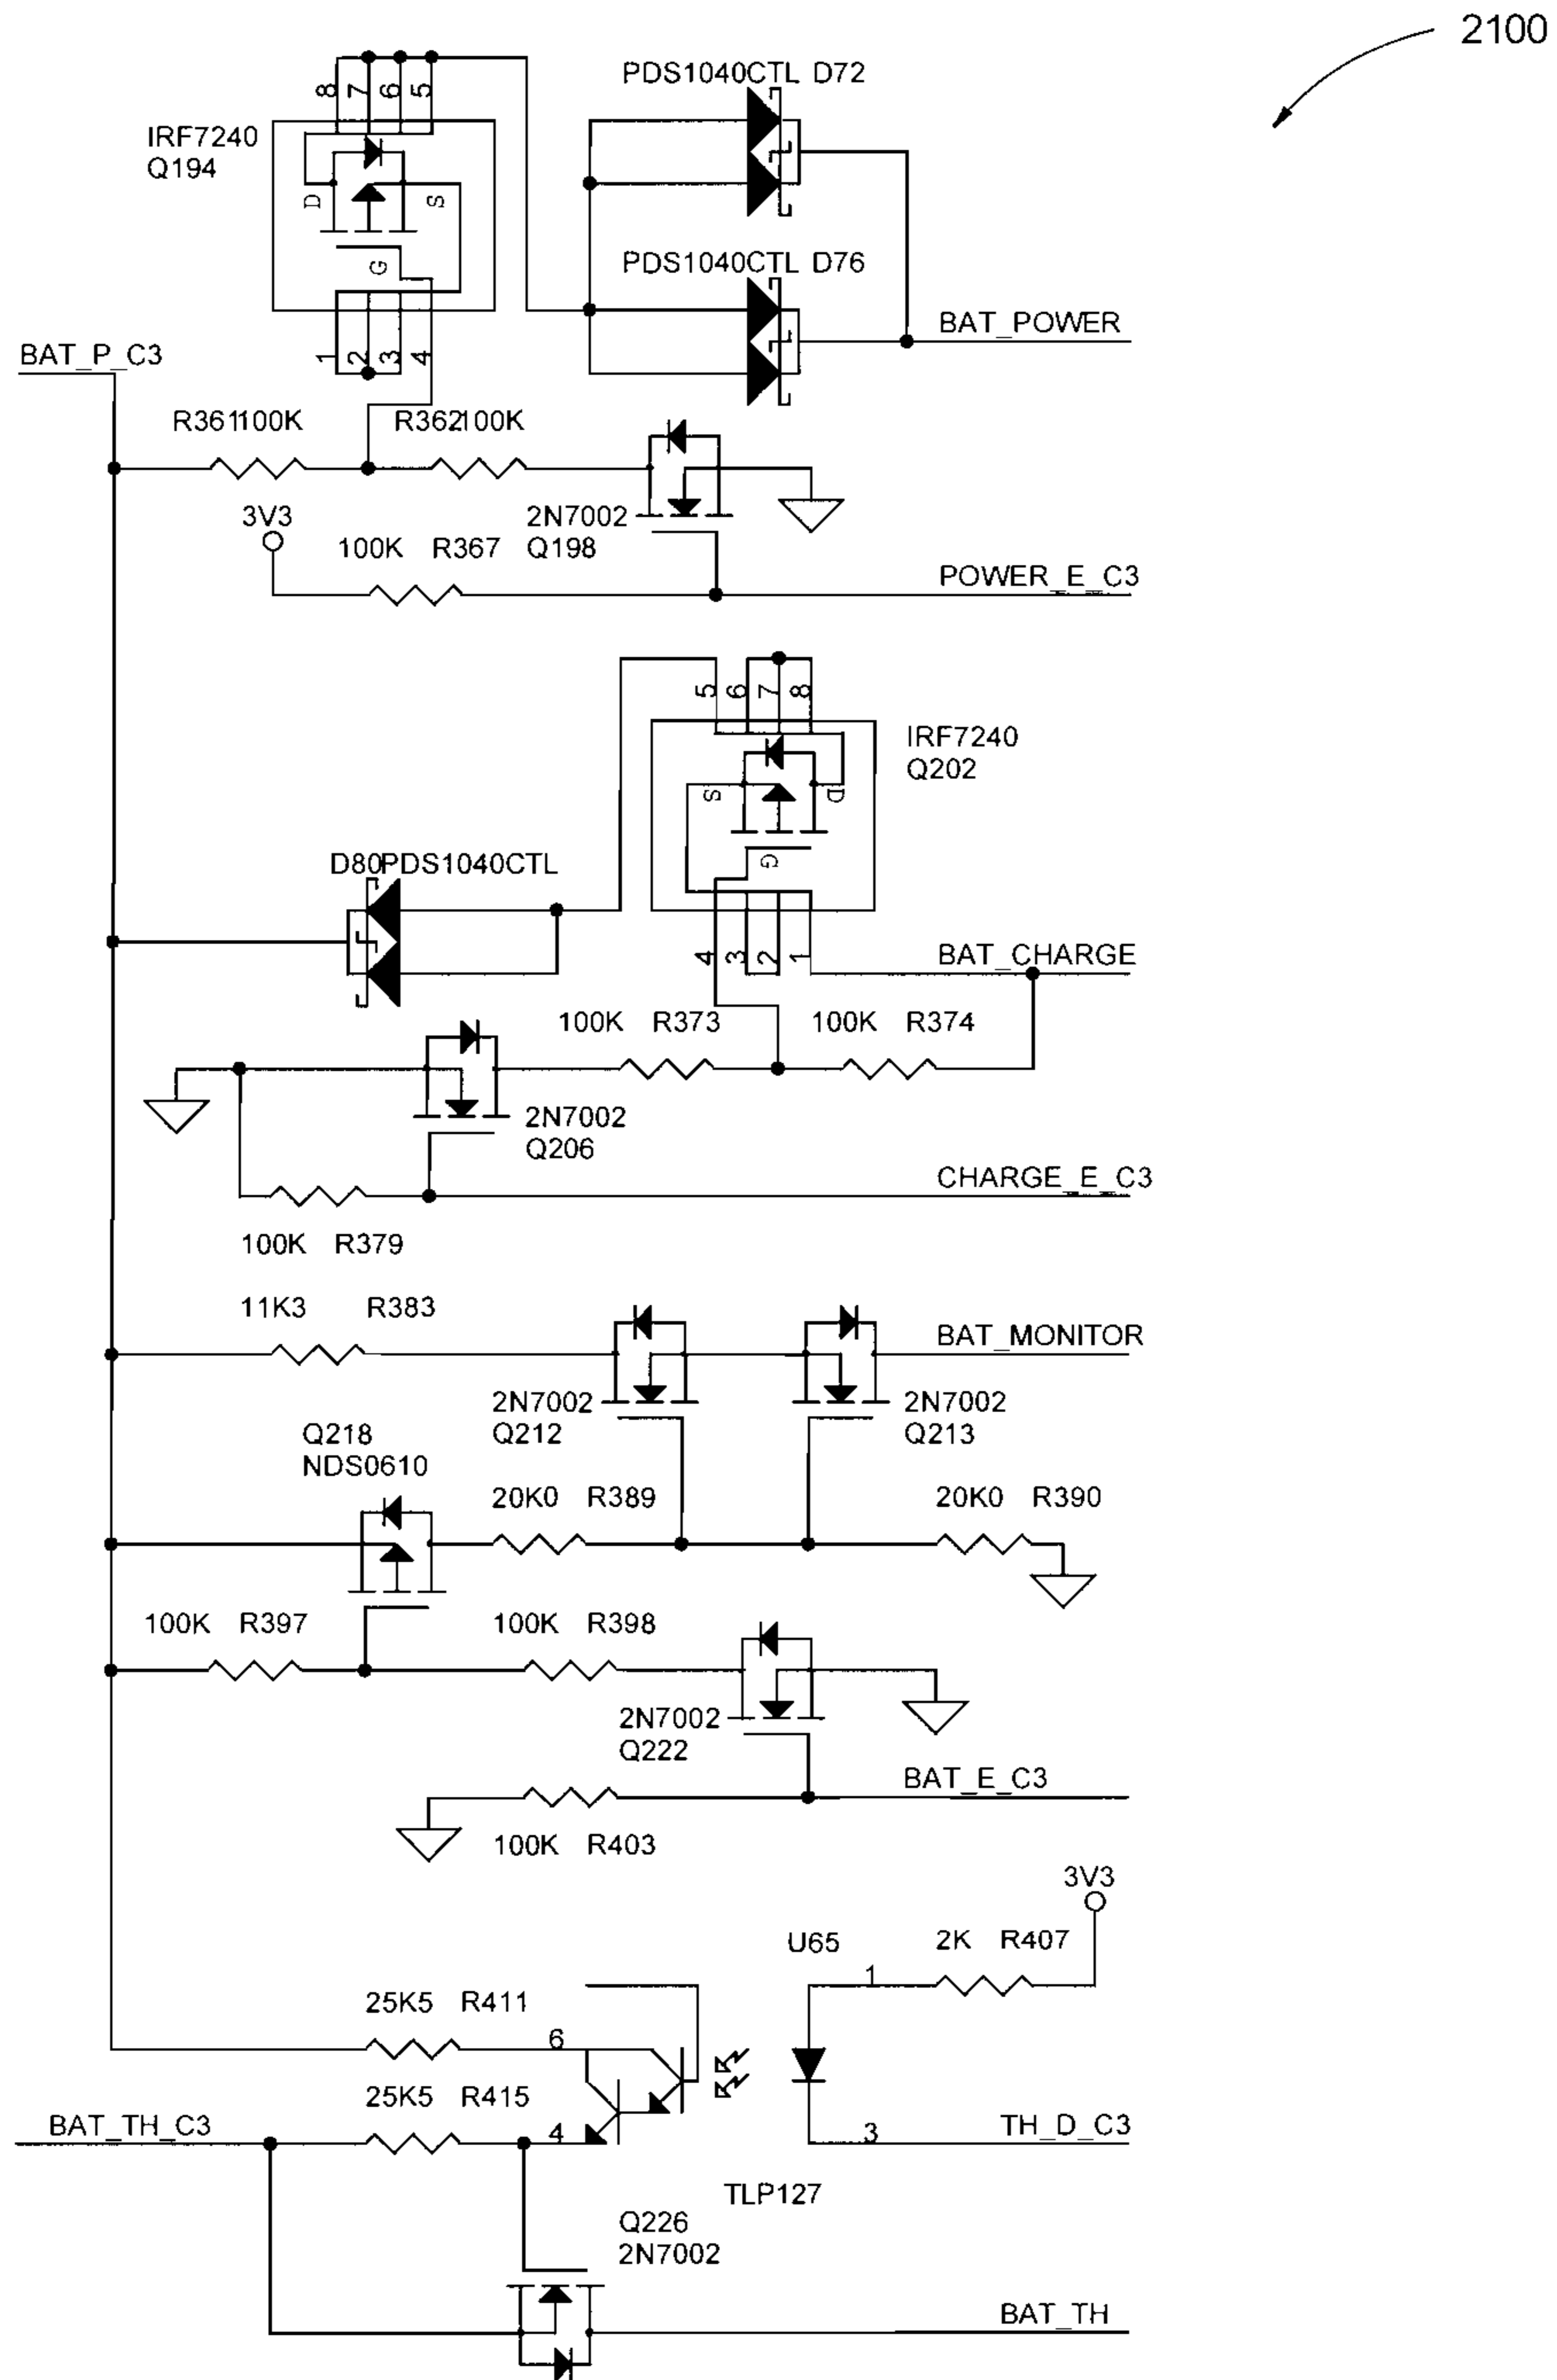 2100
PDS1040CTL D72
8 7 6 5
IRF7240
Q194
D S
G
PDS1040CTL D76
BAT_POWER
1 2 3 4
BAT_P_C3
R361100K R362100K
3V3
2N7002
Q198
100K R367
POWER_E_C3
5 6 7 8
IRF7240
Q202
S D
G
D80PDS1040CTL
4 3 2 1
BAT_CHARGE
100K R373 100K R374
2N7002
Q206
CHARGE_E_C3
100K R379
11K3 R383
BAT_MONITOR
2N7002
Q212
2N7002
Q213
Q218
NDS0610
20K0 R389 20K0 R390
100K R397 100K R398
2N7002
Q222
BAT_E_C3
100K R403
3V3
U65
2K R407
1
25K5 R411
6
25K5 R415
BAT_TH_C3
4
3
TH_D_C3
TLP127
Q226
2N7002
BAT_TH